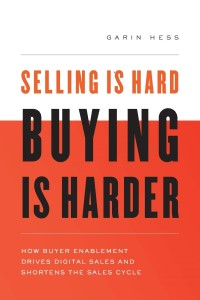 GARIN HESS
SELLING IS HARD
BUYING
IS HARDER
HOW BUYER ENABLEMENT
DRIVES DIGITAL SALES AND
SHORTENS THE SALES CYCLE